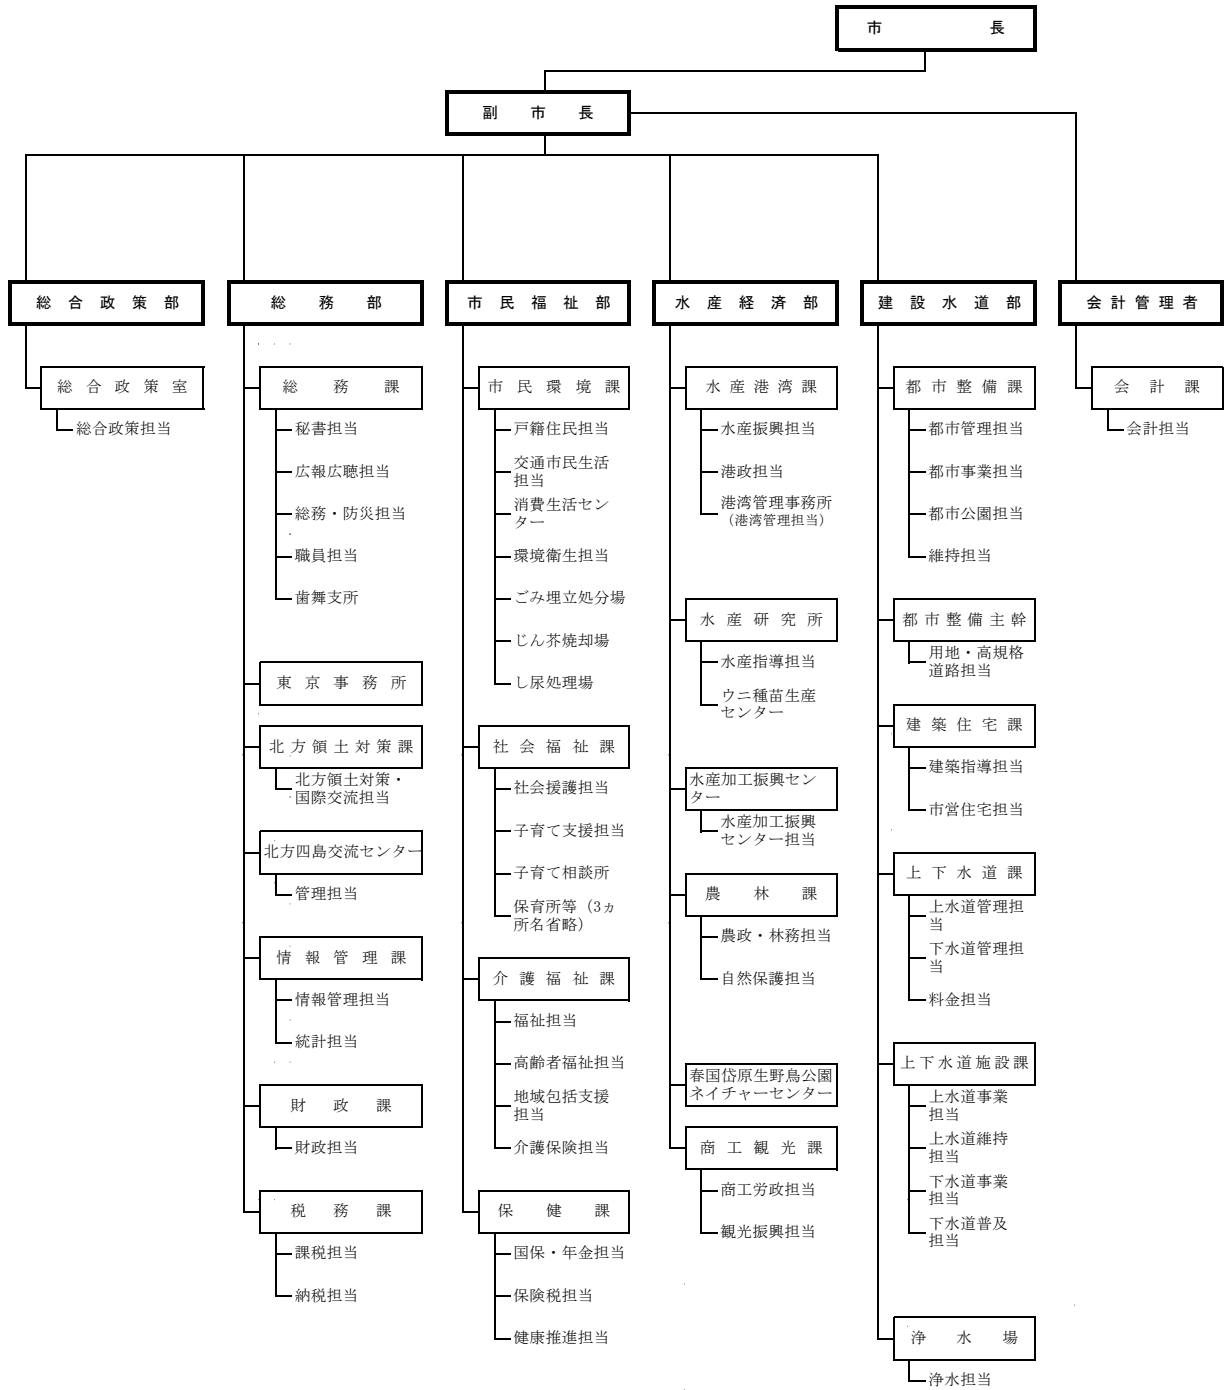 市長
副市長
総合政策部
総合政策室
総合政策担当
総務部
総務課
秘書担当
広報広聴担当
総務・防災担当
職員担当
歯舞支所
東京事務所
北方領土対策課
北方領土対策・
国際交流担当
北方四島交流センター
管理担当
情報管理課
情報管理担当
統計担当
財政課
財政担当
税務課
課税担当
納税担当
市民福祉部
市民環境課
戸籍住民担当
交通市民生活
担当
消費生活セン
ター
環境衛生担当
ごみ埋立処分場
じん芥焼却場
し尿処理場
社会福祉課
社会援護担当
子育て支援担当
子育て相談所
保育所等（3ヵ
所名省略）
介護福祉課
福祉担当
高齢者福祉担当
地域包括支援
担当
介護保険担当
保健課
国保・年金担当
保険税担当
健康推進担当
水産経済部
水産港湾課
水産振興担当
港政担当
港湾管理事務所
（港湾管理担当）
水産研究所
水産指導担当
ウニ種苗生産
センター
水産加工振興セン
ター
水産加工振興
センター担当
農林課
農政・林務担当
自然保護担当
春国岱原生野鳥公園
ネイチャーセンター
商工観光課
商工労政担当
観光振興担当
建設水道部
都市整備課
都市管理担当
都市事業担当
都市公園担当
維持担当
都市整備主幹
用地・高規格
道路担当
建築住宅課
建築指導担当
市営住宅担当
上下水道課
上水道管理担
当
下水道管理担
当
料金担当
上下水道施設課
上水道事業
担当
上水道維持
担当
下水道事業
担当
下水道普及
担当
浄水場
浄水担当
会計管理者
会計課
会計担当